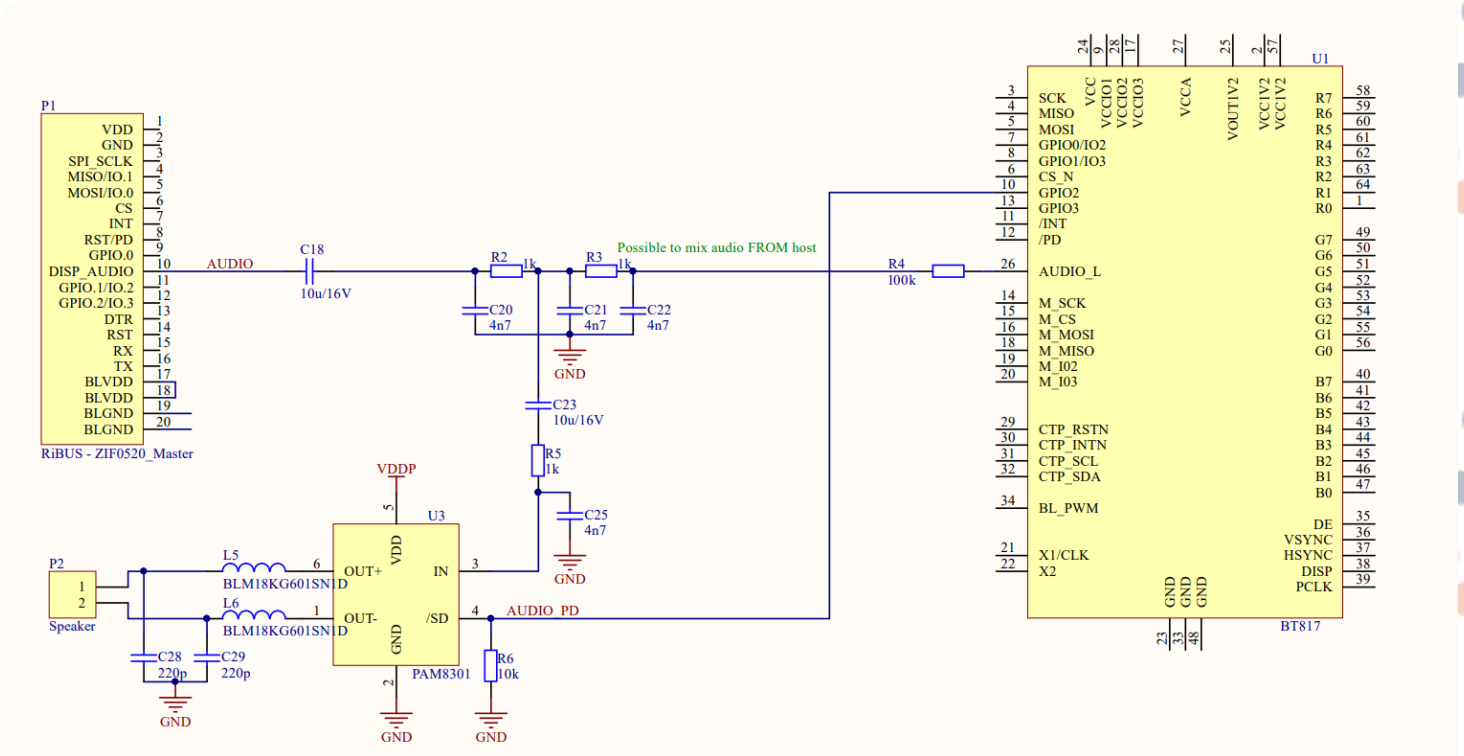 P1
VDD 1
GND 2
SPI_SCLK 3
MISO/IO.1 4
MOSI/IO.0 5
CS 6
INT 7
RST/PD 8
GPIO.0 9
DISP_AUDIO 10
GPIO.1/IO.2 11
GPIO.2/IO.3 12
DTR 13
RST 14
RX 15
TX 16
BLVDD 17
BLVDD 18
BLGND 19
BLGND 20
RiBUS - ZIF0520_Master
AUDIO
C18
10u/16V
R2 1k
R3 1k
Possible to mix audio FROM host
C20
4n7
C21
4n7
C22
4n7
GND
R4
100k
C23
10u/16V
R5
1k
C25
4n7
GND
VDDP
5
U3
VDD
6 OUT+
1 OUT-
IN 3
/SD 4
GND
2
PAM8301
GND
AUDIO_PD
R6
10k
GND
P2
1
2
Speaker
L5
BLM18KG601SN1D
L6
BLM18KG601SN1D
C28
220p
C29
220p
GND
U1
24 VCC
9 VCCIO1
28 VCCIO2
17 VCCIO3
27 VCCA
25 VOUT1V2
2 VCC1V2
57 VCC1V2
3 SCK
4 MISO
5 MOSI
7 GPIO0/IO2
8 GPIO1/IO3
6 CS_N
10 GPIO2
13 GPIO3
11 /INT
12 /PD
26 AUDIO_L
14 M_SCK
15 M_CS
16 M_MOSI
18 M_MISO
19 M_I02
20 M_I03
29 CTP_RSTN
30 CTP_INTN
31 CTP_SCL
32 CTP_SDA
34 BL_PWM
21 X1/CLK
22 X2
R7 58
R6 59
R5 60
R4 61
R3 62
R2 63
R1 64
R0 1
G7 49
G6 50
G5 51
G4 52
G3 53
G2 54
G1 55
G0 56
B7 40
B6 41
B5 42
B4 43
B3 44
B2 45
B1 46
B0 47
DE 35
VSYNC 36
HSYNC 37
DISP 38
PCLK 39
GND 23
GND 33
GND 48
BT817